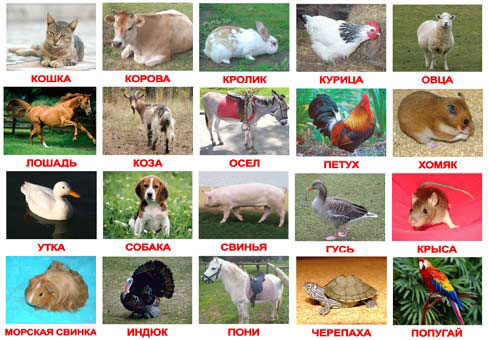 КОШКА КОРОВА КРОЛИК КУРИЦА ОВЦА
ЛОШАДЬ КОЗА ОСЕЛ ПЕТУХ ХОМЯК
УТКА СОБАКА СВИНЬЯ ГУСЬ КРЫСА
МОРСКАЯ СВИНКА ИНДЮК ПОНИ ЧЕРЕПАХА ПОПУГАЙ